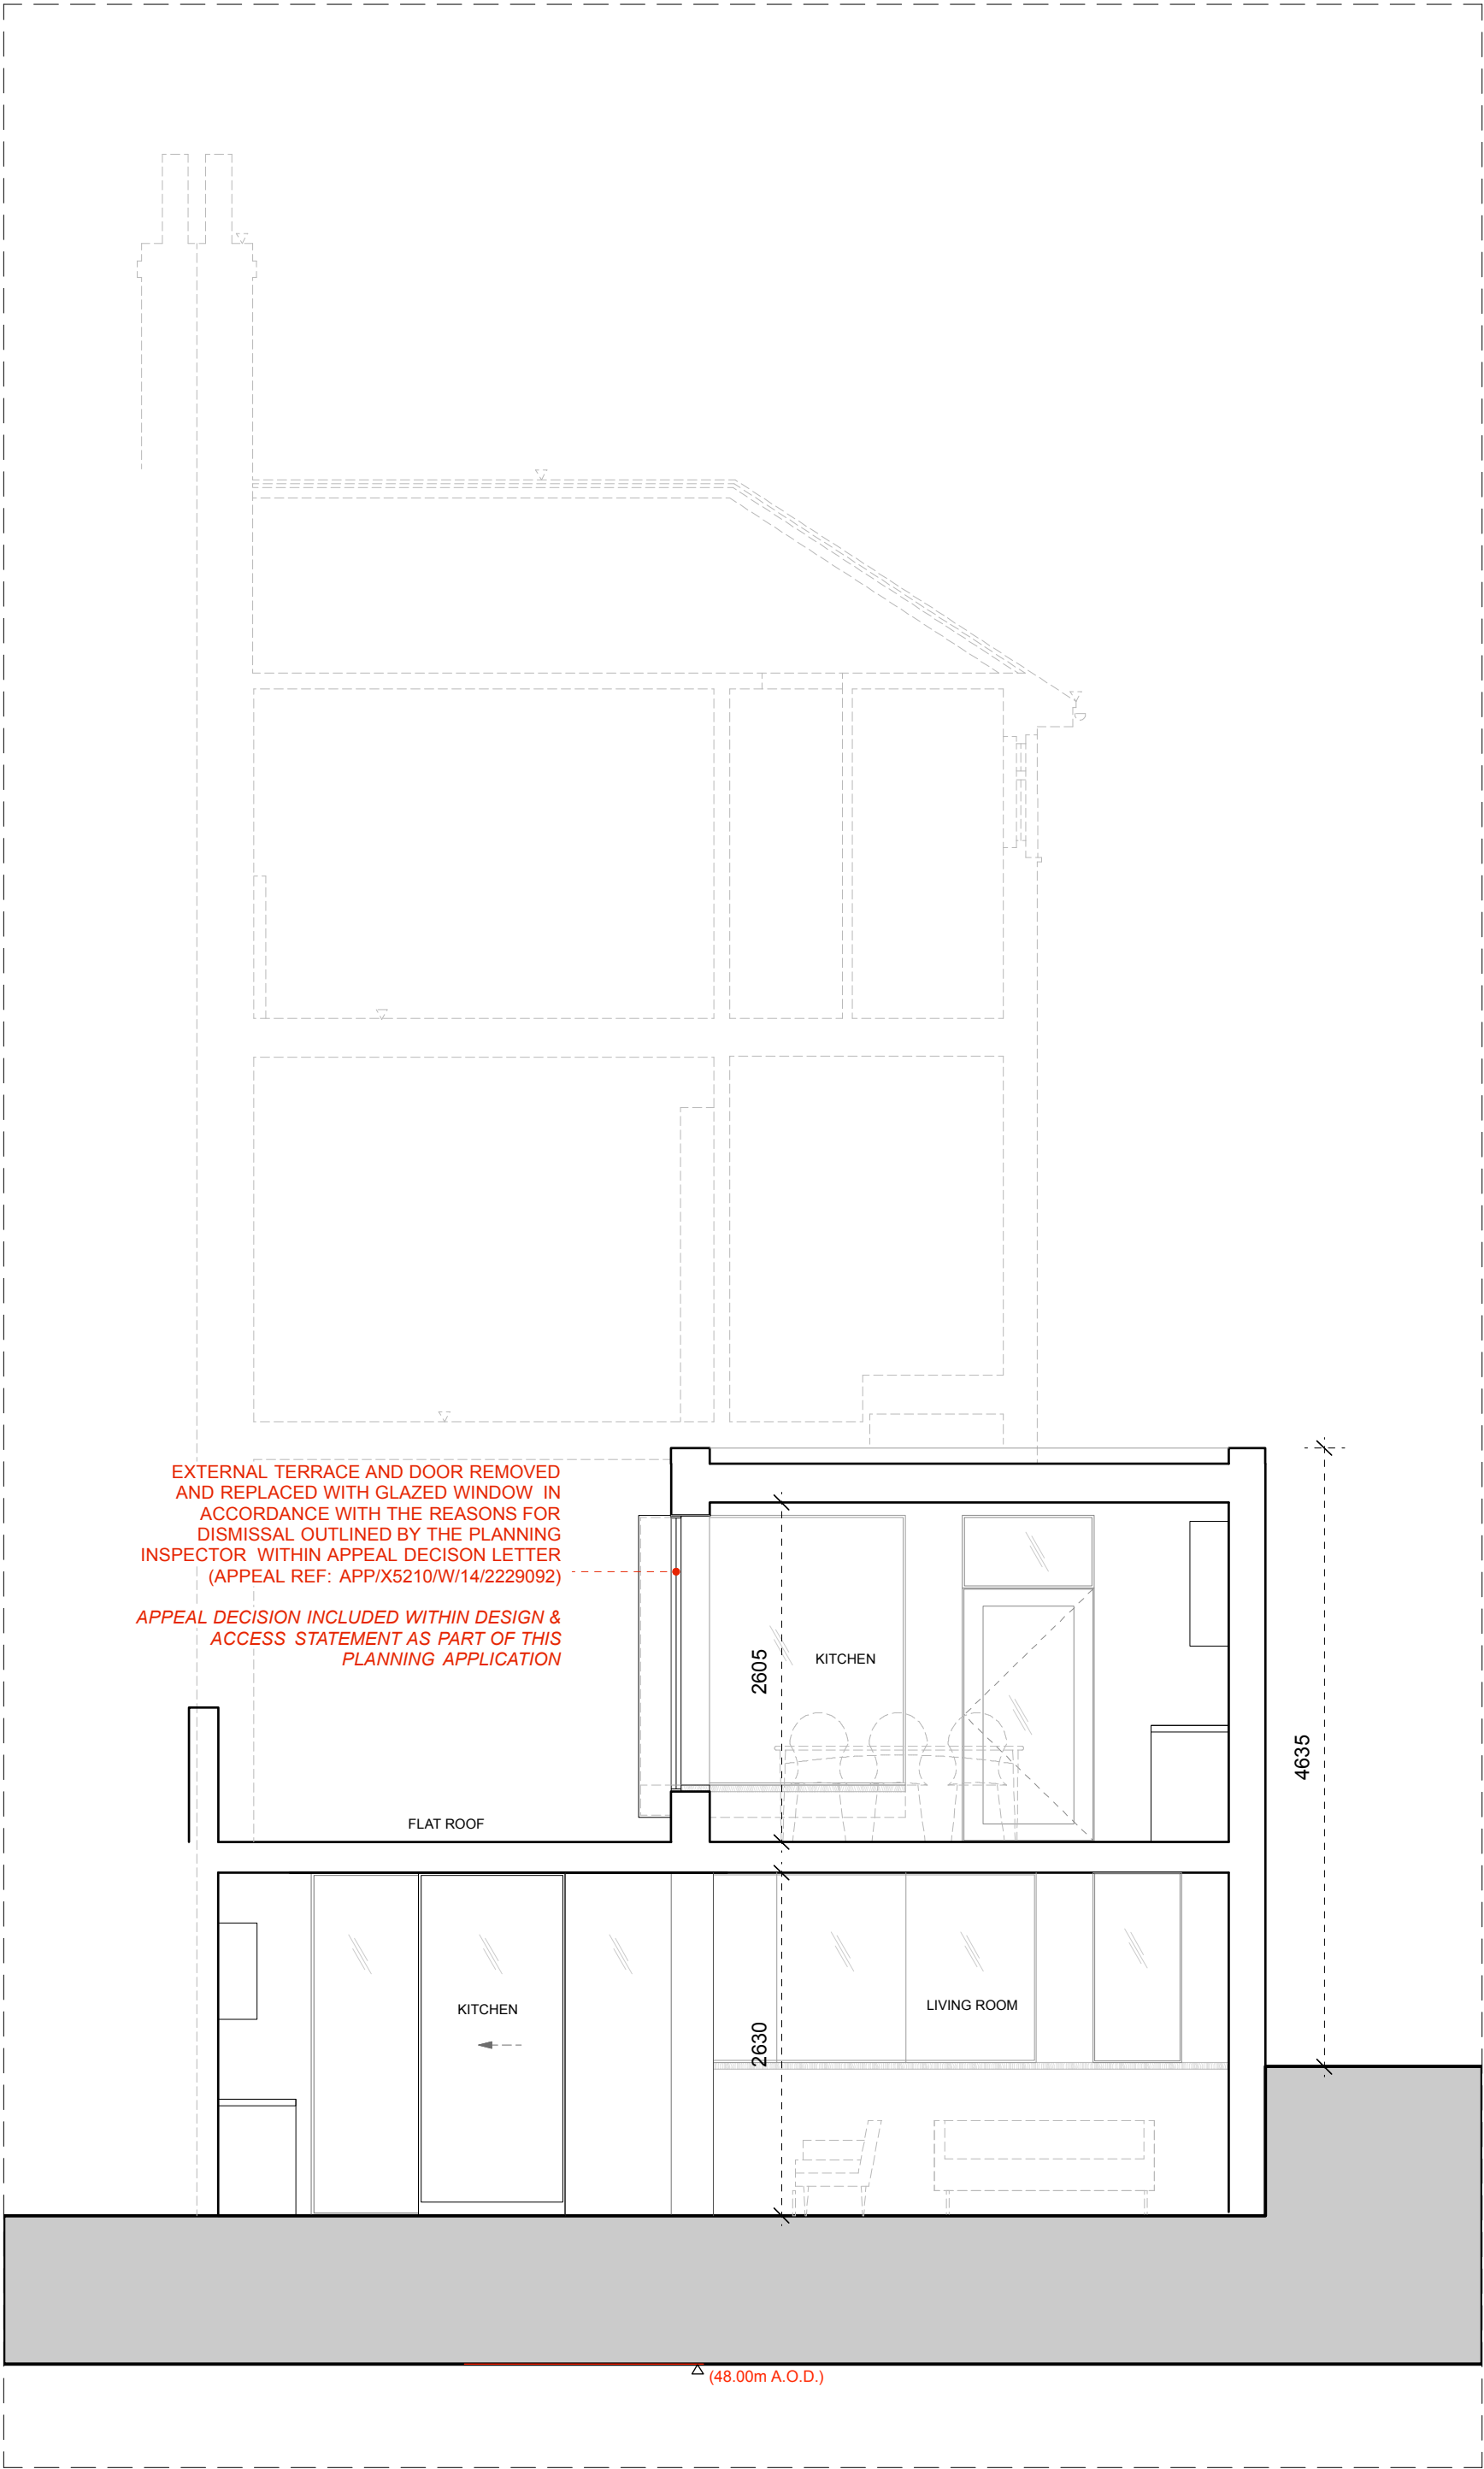 EXTERNAL TERRACE AND DOOR REMOVED
AND REPLACED WITH GLAZED WINDOW IN
ACCORDANCE WITH THE REASONS FOR
DISMISSAL OUTLINED BY THE PLANNING
INSPECTOR WITHIN APPEAL DECISON LETTER
(APPEAL REF: APP/X5210/W/14/2229092)
APPEAL DECISION INCLUDED WITHIN DESIGN &
ACCESS STATEMENT AS PART OF THIS
PLANNING APPLICATION
2605
KITCHEN
4635
FLAT ROOF
KITCHEN
2630
LIVING ROOM
(48.00m A.O.D.)